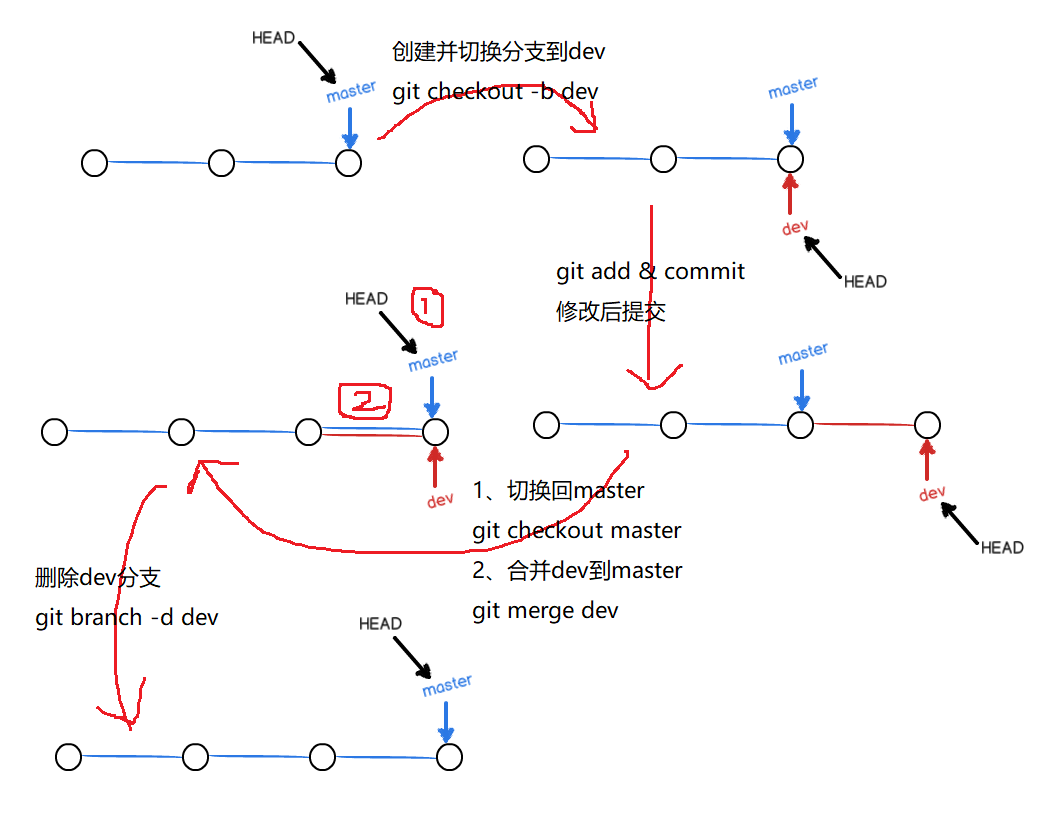 HEAD
master
创建并切换分支到dev
git checkout -b dev
master
dev
HEAD
git add & commit
修改后提交
master
dev
HEAD
1、切换回master
git checkout master
2、合并dev到master
git merge dev
HEAD
1
master
2
dev
删除dev分支
git branch -d dev
HEAD
master